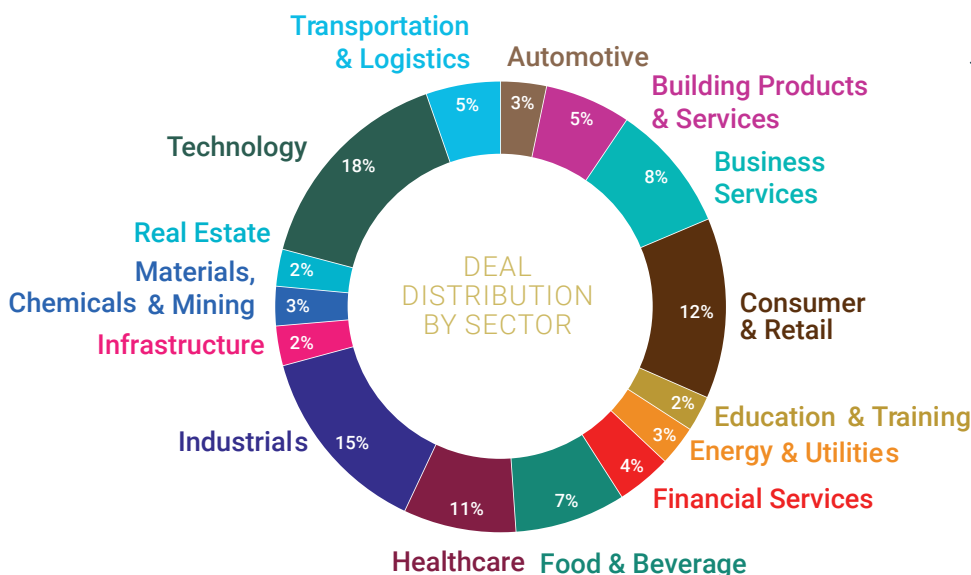 Transportation
& Logistics
Automotive
Building Products
& Services
Business
Services
Consumer
& Retail
Education & Training
Energy & Utilities
Financial Services
Food & Beverage
Healthcare
Industrials
Infrastructure
Materials,
Chemicals & Mining
Real Estate
Technology
5%
3%
5%
8%
12%
2%
3%
4%
7%
11%
15%
2%
3%
2%
18%
DEAL
DISTRIBUTION
BY SECTOR